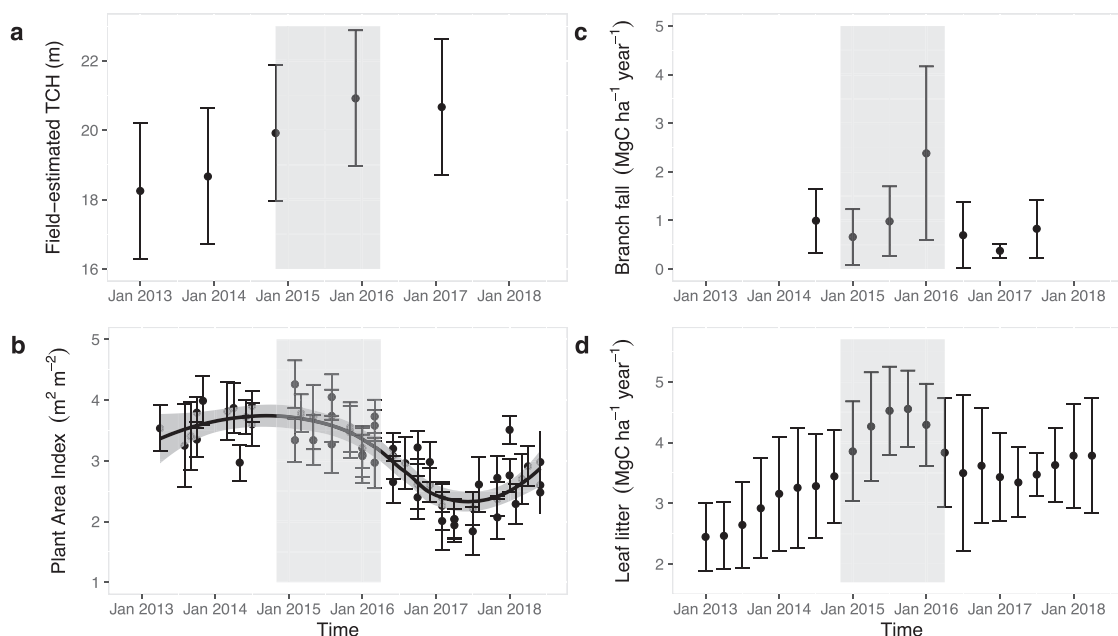 a
Field−estimated TCH (m)
22
20
18
16
Jan 2013 Jan 2014 Jan 2015 Jan 2016 Jan 2017 Jan 2018
b
Plant Area Index (m² m⁻²)
5
4
3
2
1
Jan 2013 Jan 2014 Jan 2015 Jan 2016 Jan 2017 Jan 2018
Time
c
Branch fall (MgC ha⁻¹ year⁻¹)
5
4
3
2
1
0
Jan 2013 Jan 2014 Jan 2015 Jan 2016 Jan 2017 Jan 2018
d
Leaf litter (MgC ha⁻¹ year⁻¹)
5
4
3
2
Jan 2013 Jan 2014 Jan 2015 Jan 2016 Jan 2017 Jan 2018
Time